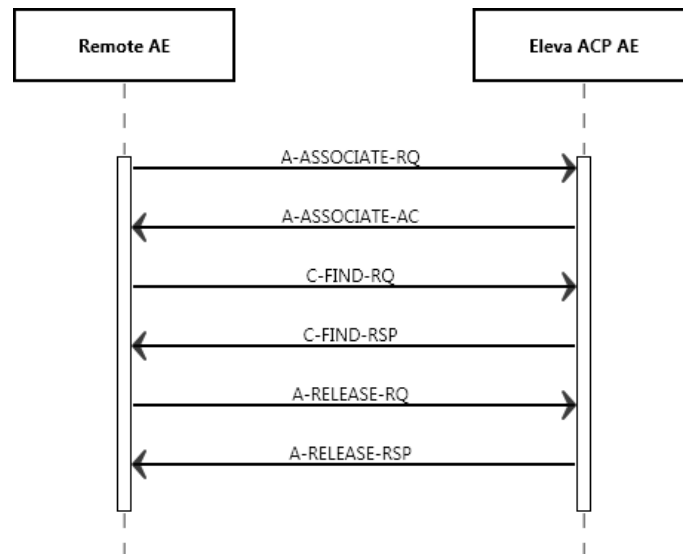 Remote AE
Eleva ACP AE
A-ASSOCIATE-RQ
A-ASSOCIATE-AC
C-FIND-RQ
C-FIND-RSP
A-RELEASE-RQ
A-RELEASE-RSP